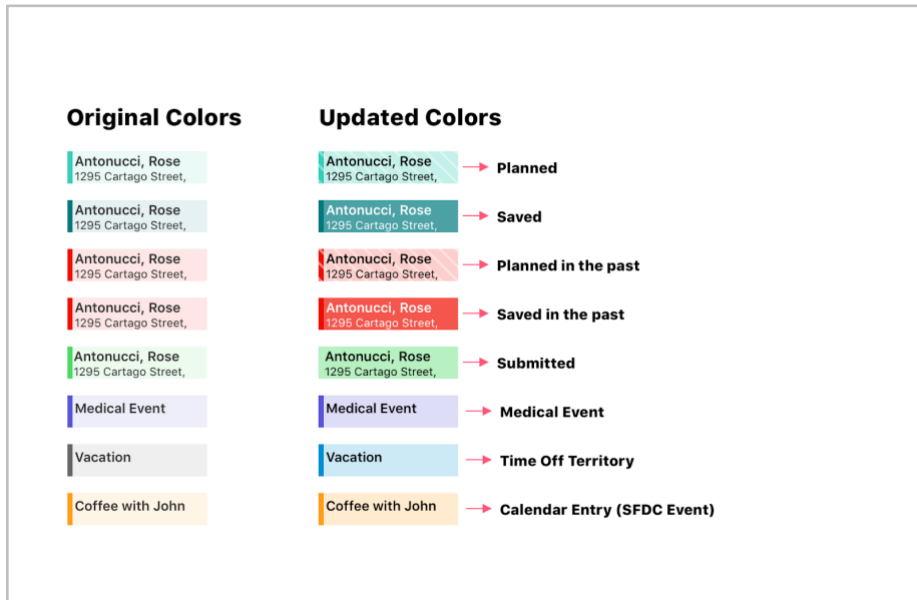 Original Colors
Updated Colors
Antonucci, Rose
1295 Cartago Street,
Antonucci, Rose
1295 Cartago Street,
Planned
Antonucci, Rose
1295 Cartago Street,
Antonucci, Rose
1295 Cartago Street,
Saved
Antonucci, Rose
1295 Cartago Street,
Antonucci, Rose
1295 Cartago Street,
Planned in the past
Antonucci, Rose
1295 Cartago Street,
Antonucci, Rose
1295 Cartago Street,
Saved in the past
Antonucci, Rose
1295 Cartago Street,
Antonucci, Rose
1295 Cartago Street,
Submitted
Medical Event
Medical Event
Medical Event
Vacation
Vacation
Time Off Territory
Coffee with John
Coffee with John
Calendar Entry (SFDC Event)